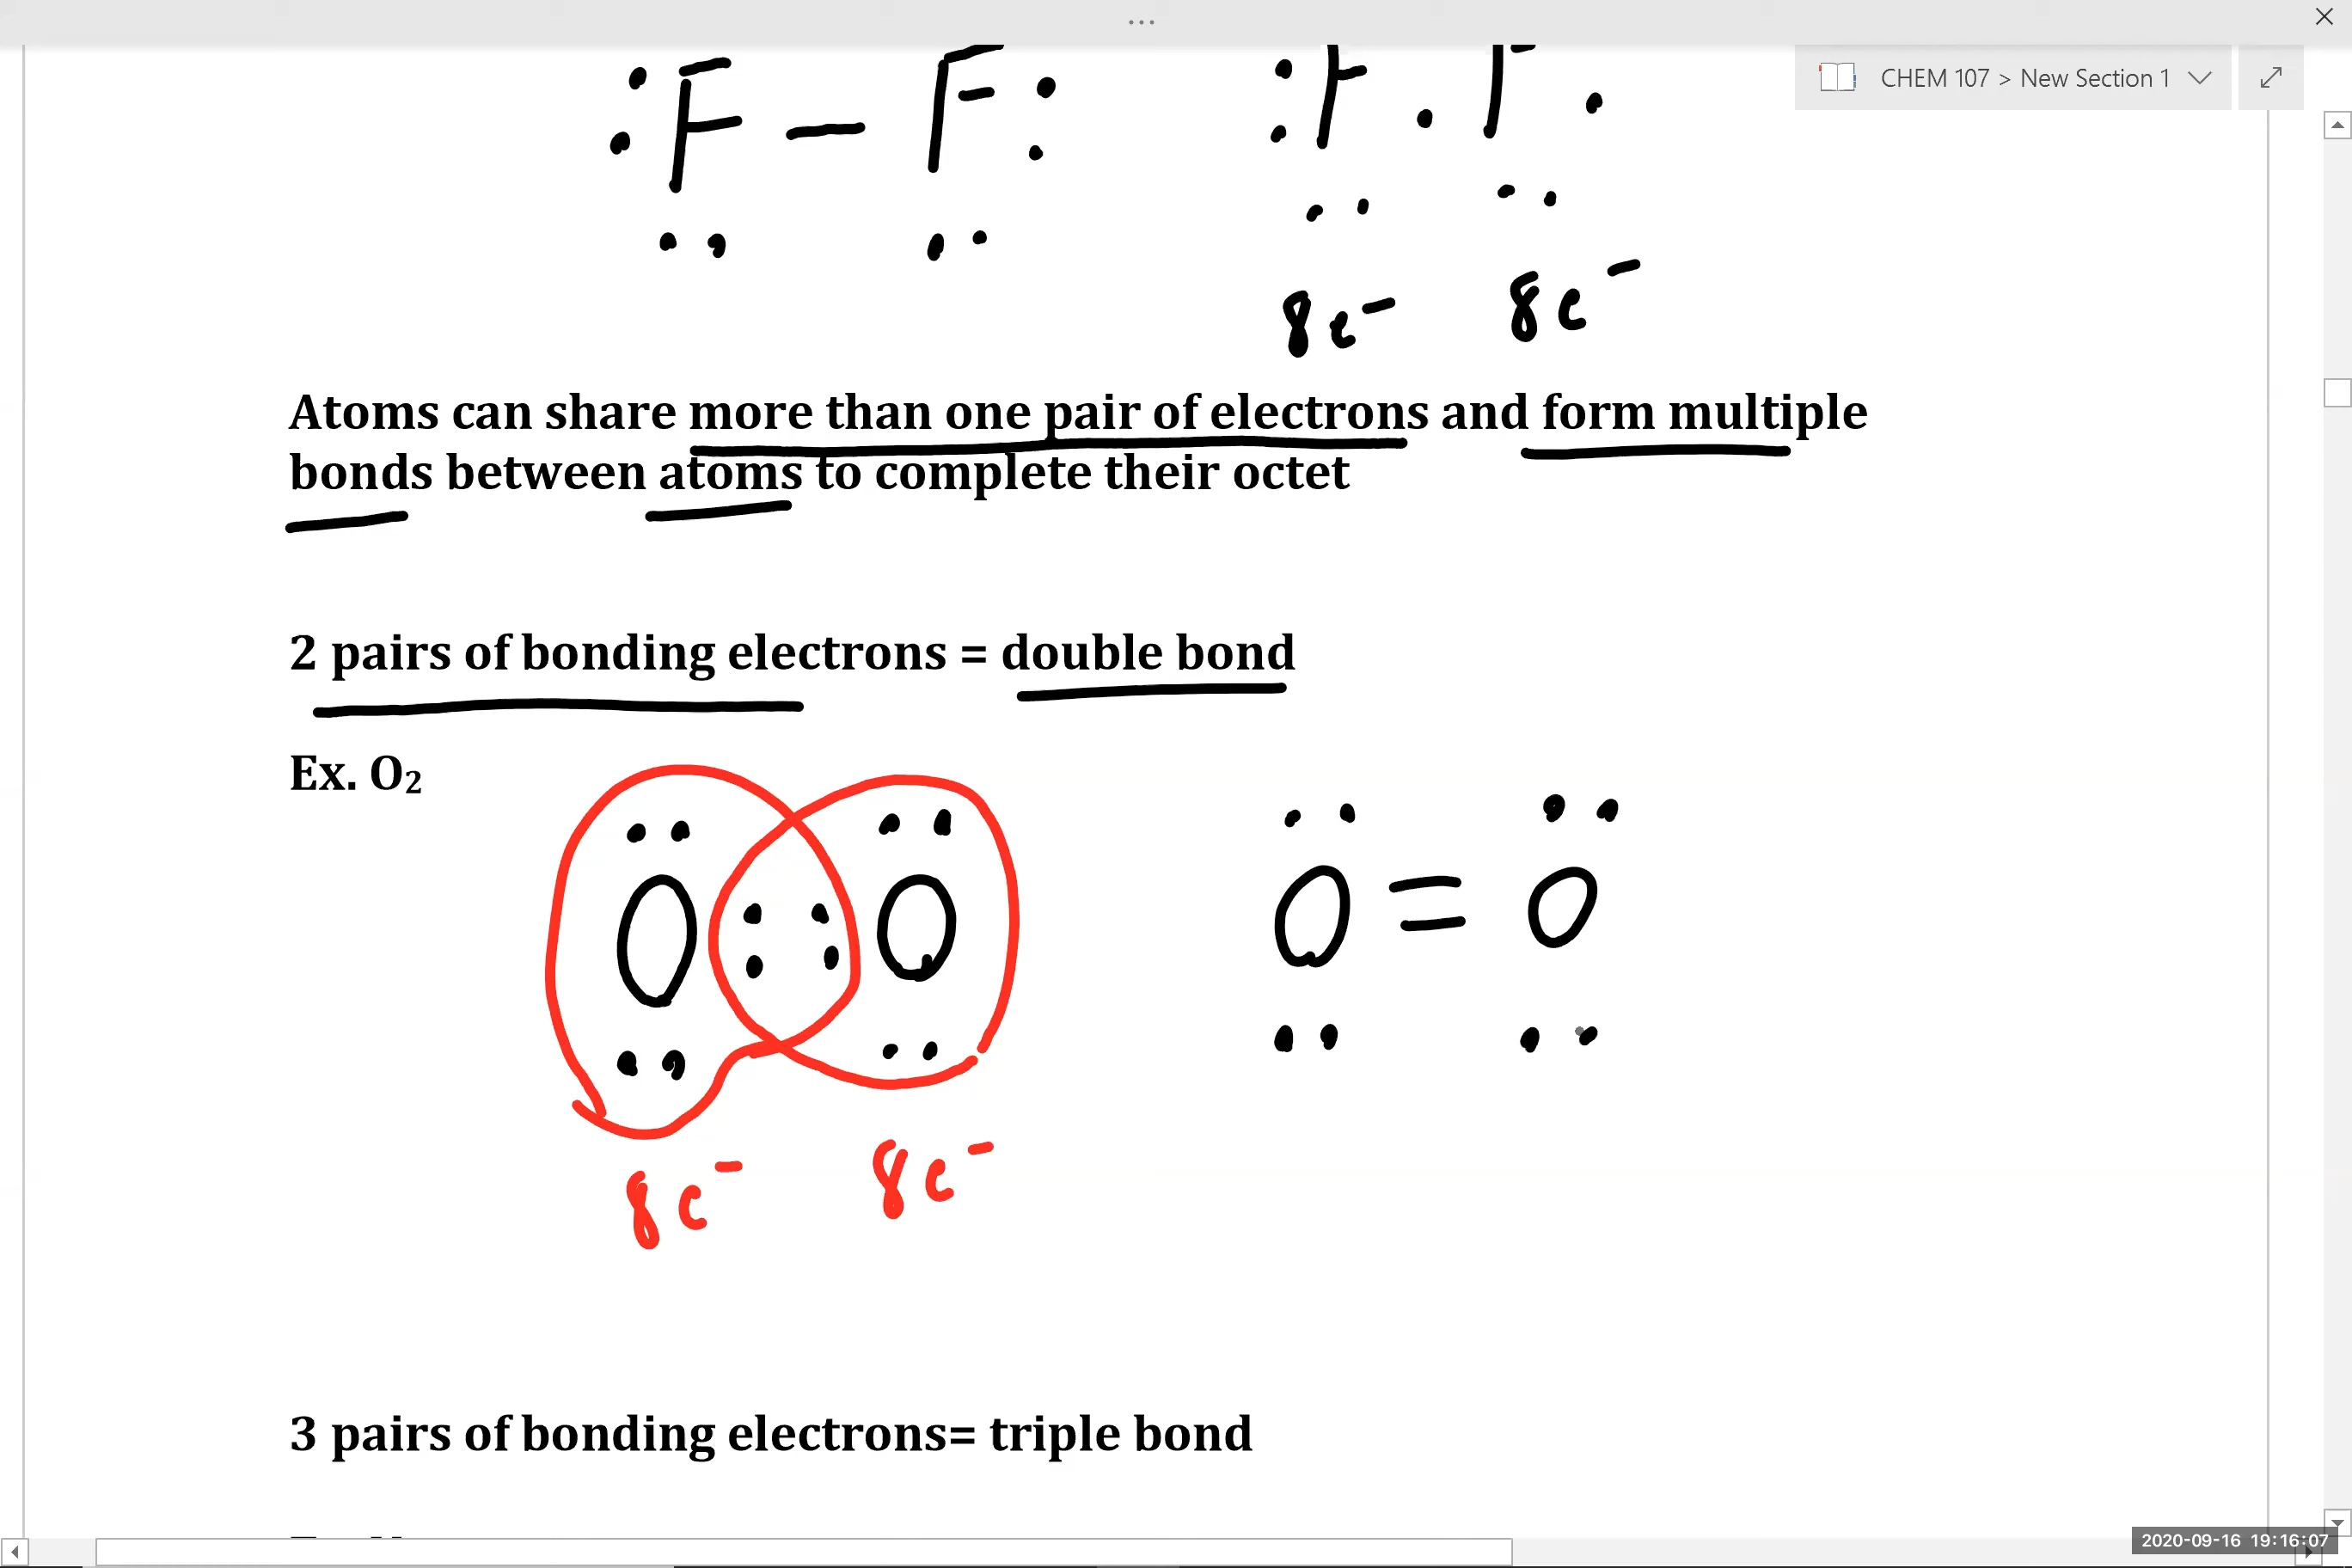 CHEM 107 > New Section 1
F – F
F F
8e⁻ 8e⁻
Atoms can share more than one pair of electrons and form multiple
bonds between atoms to complete their octet
2 pairs of bonding electrons = double bond
Ex. O₂
O O
O = O
8e⁻ 8e⁻
3 pairs of bonding electrons= triple bond
2020-09-16 19:16:07